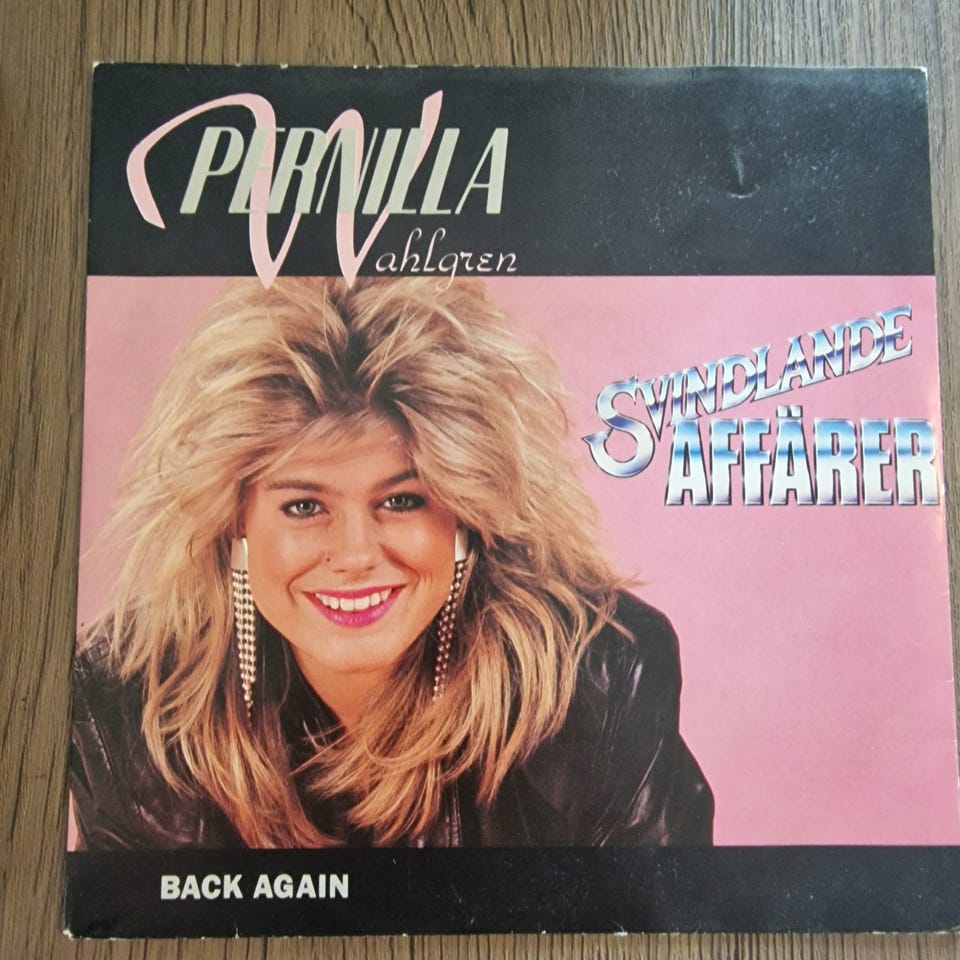 PERNILLA
Wahlgren
SVINDLANDE
AFFÄRER
BACK AGAIN